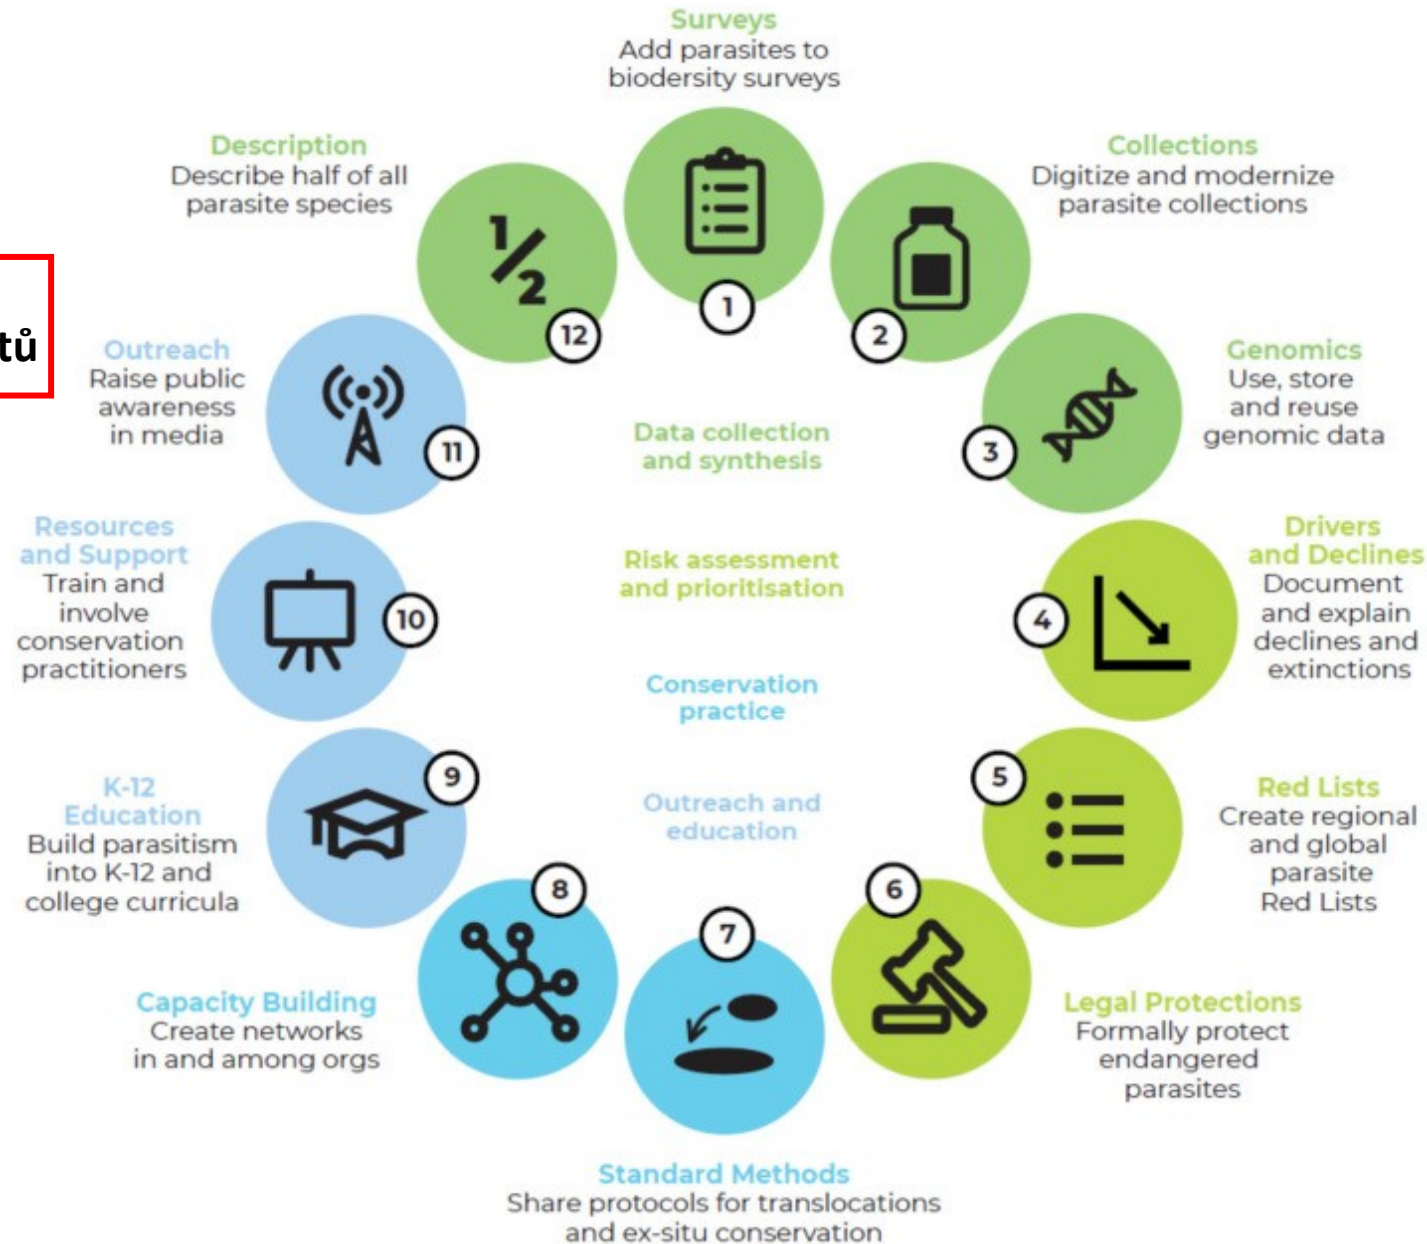 Surveys
Add parasites to
biodersity surveys
1
Collections
Digitize and modernize
parasite collections
2
Genomics
Use, store
and reuse
genomic data
3
Drivers
and Declines
Document
and explain
declines and
extinctions
4
Red Lists
Create regional
and global
parasite
Red Lists
5
Legal Protections
Formally protect
endangered
parasites
6
Standard Methods
Share protocols for translocations
and ex-situ conservation
7
Capacity Building
Create networks
in and among orgs
8
K-12
Education
Build parasitism
into K-12 and
college curricula
9
Resources
and Support
Train and
involve
conservation
practitioners
10
Outreach
Raise public
awareness
in media
11
Description
Describe half of all
parasite species
1/2
12
Data collection
and synthesis
Risk assessment
and prioritisation
Conservation
practice
Outreach and
education
tů